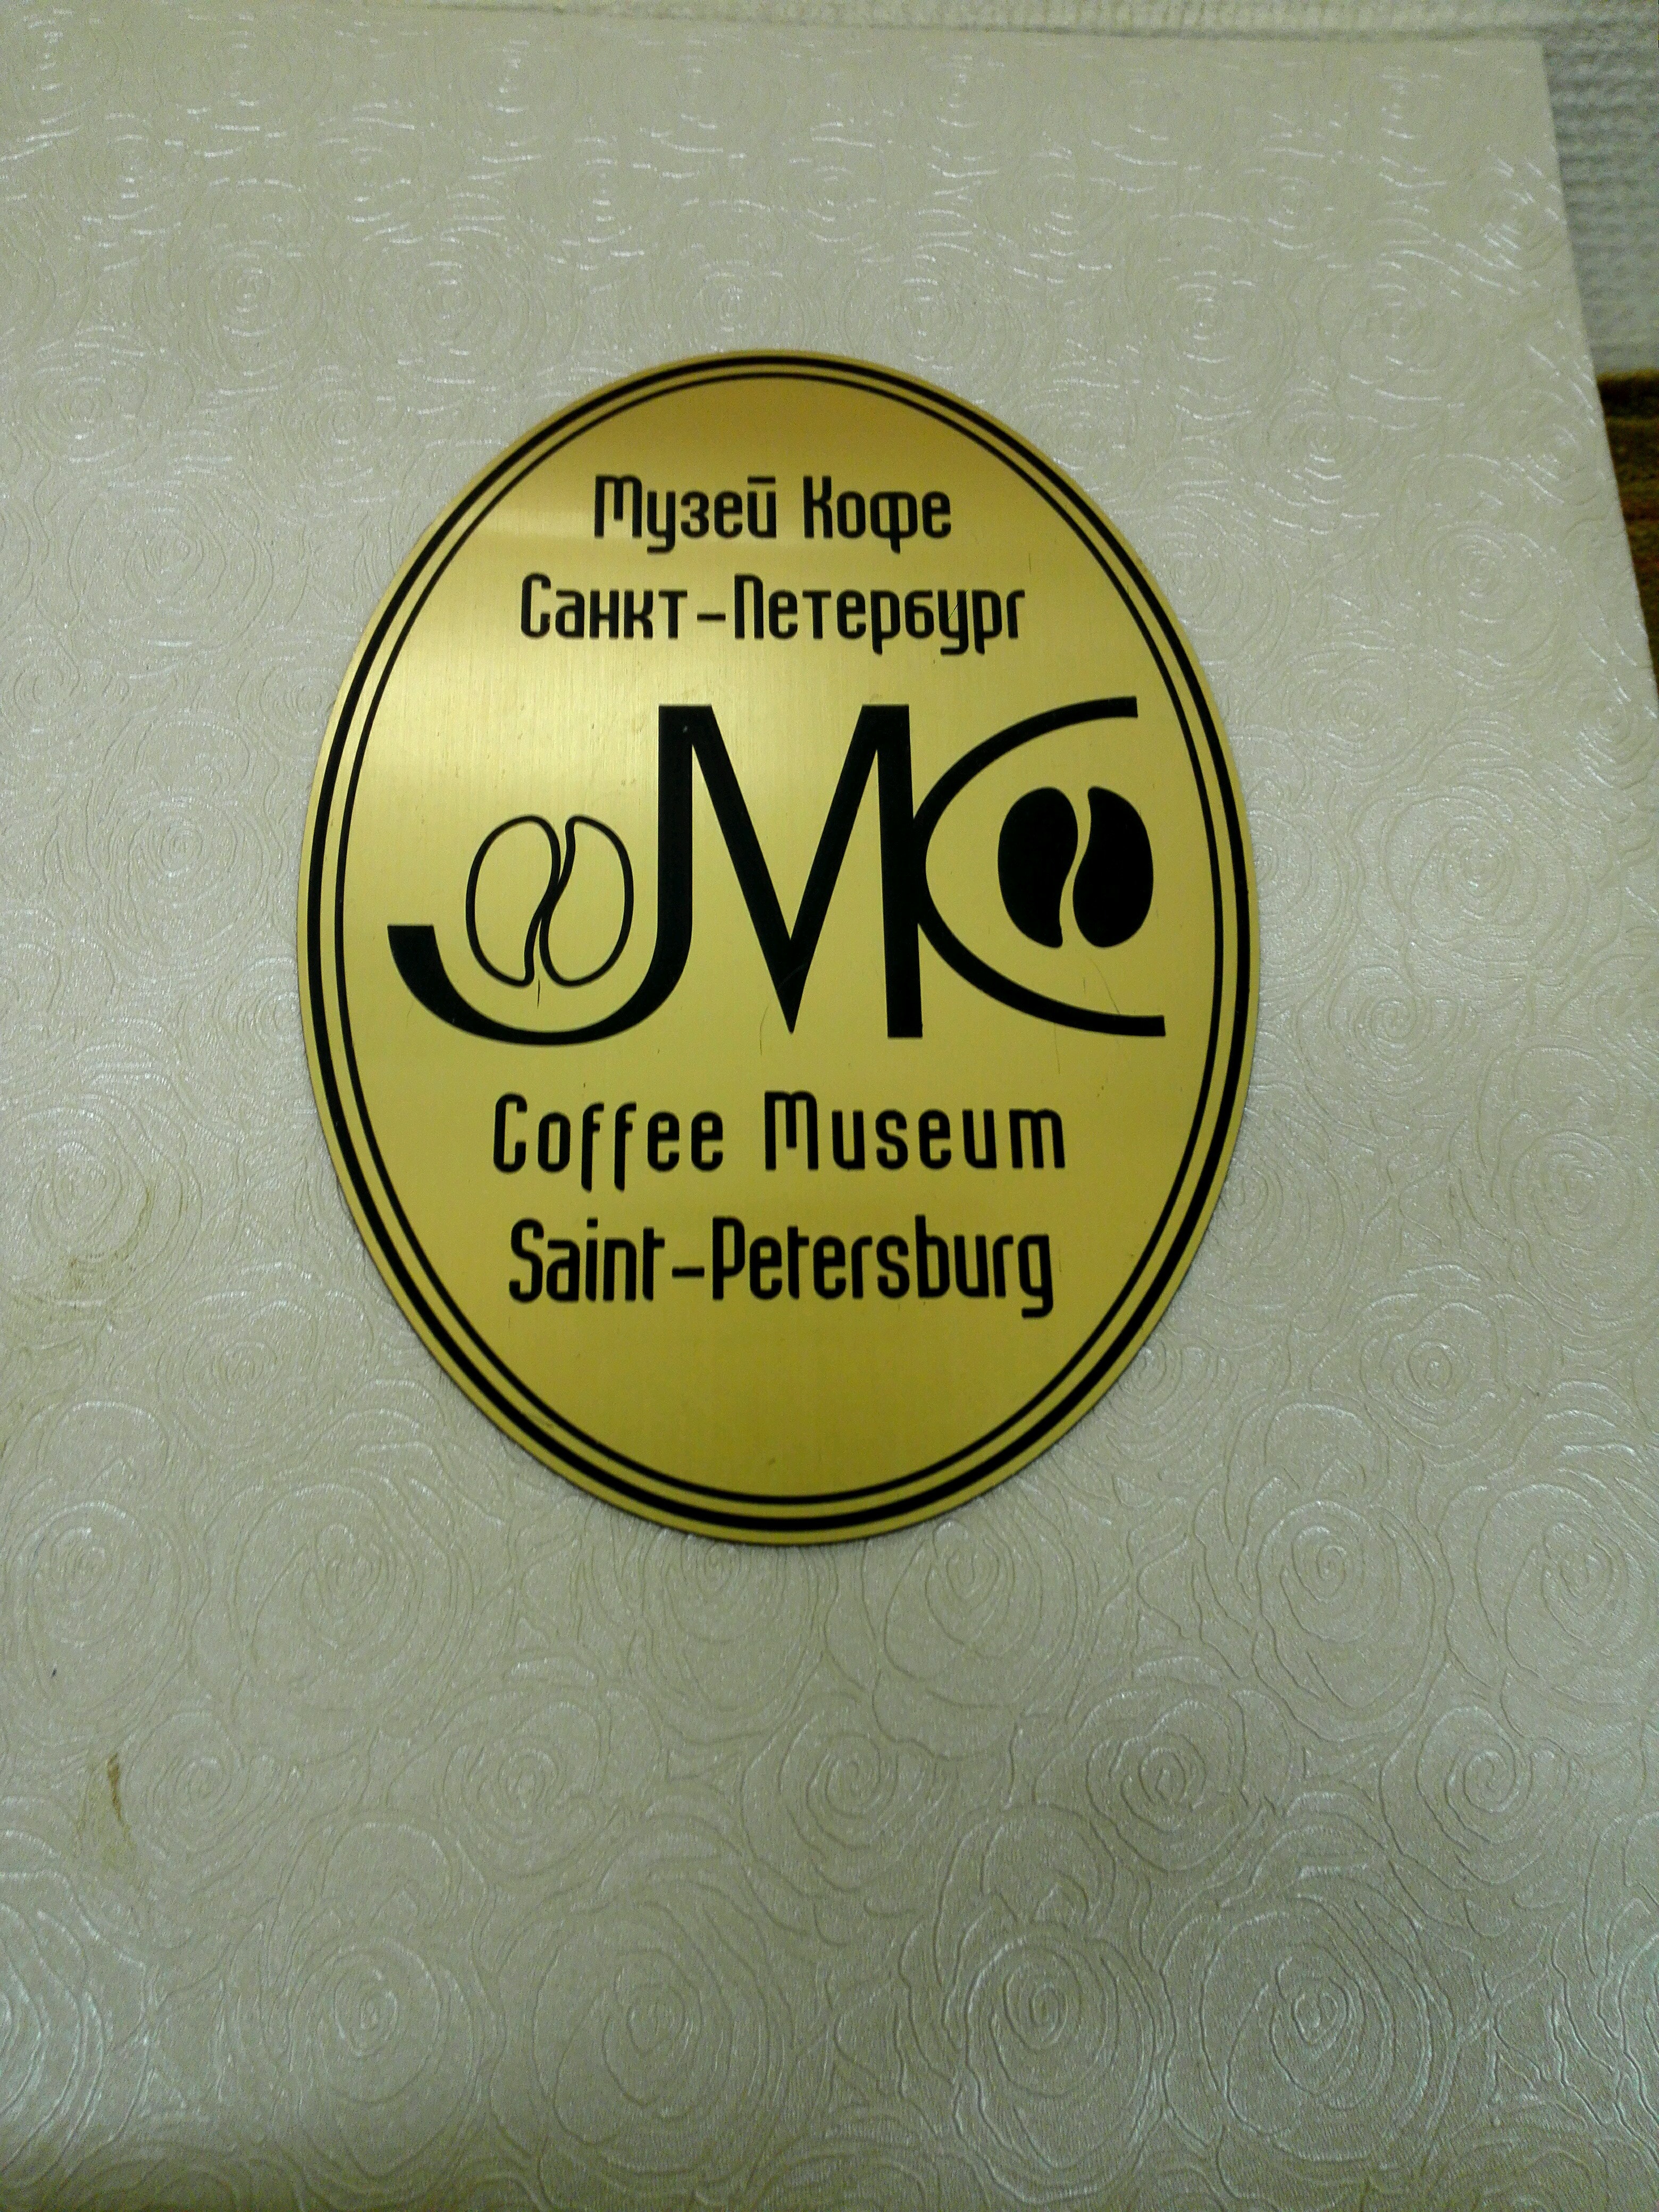 Музей Кофе
Санкт-Петербург
МК
Coffee Museum
Saint-Petersburg